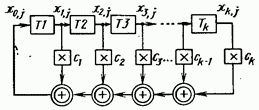 x0,j x1,j x2,j x3,j xk,j
T1 T2 T3 Tk
× c1 × c2 × c3... × ck-1 × ck
+ + + +